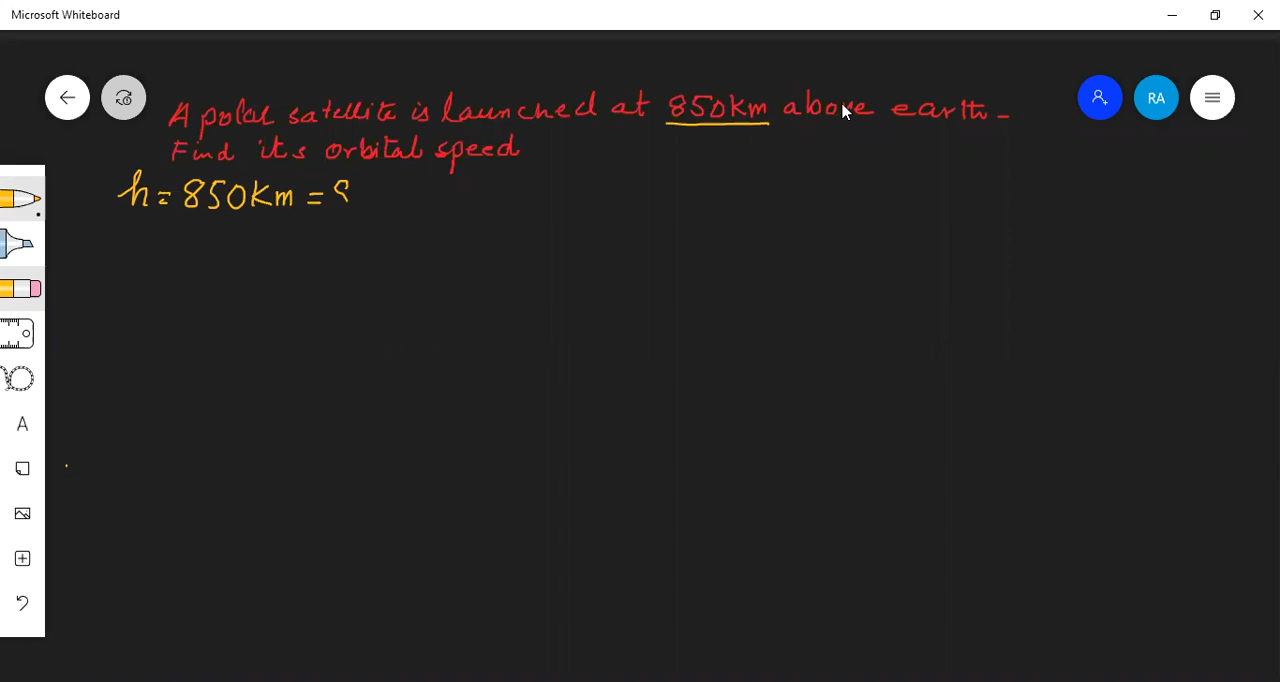 Microsoft Whiteboard
A polar satellite is launched at 850Km above earth-
RA
Find its orbital speed
h= 850Km =
A